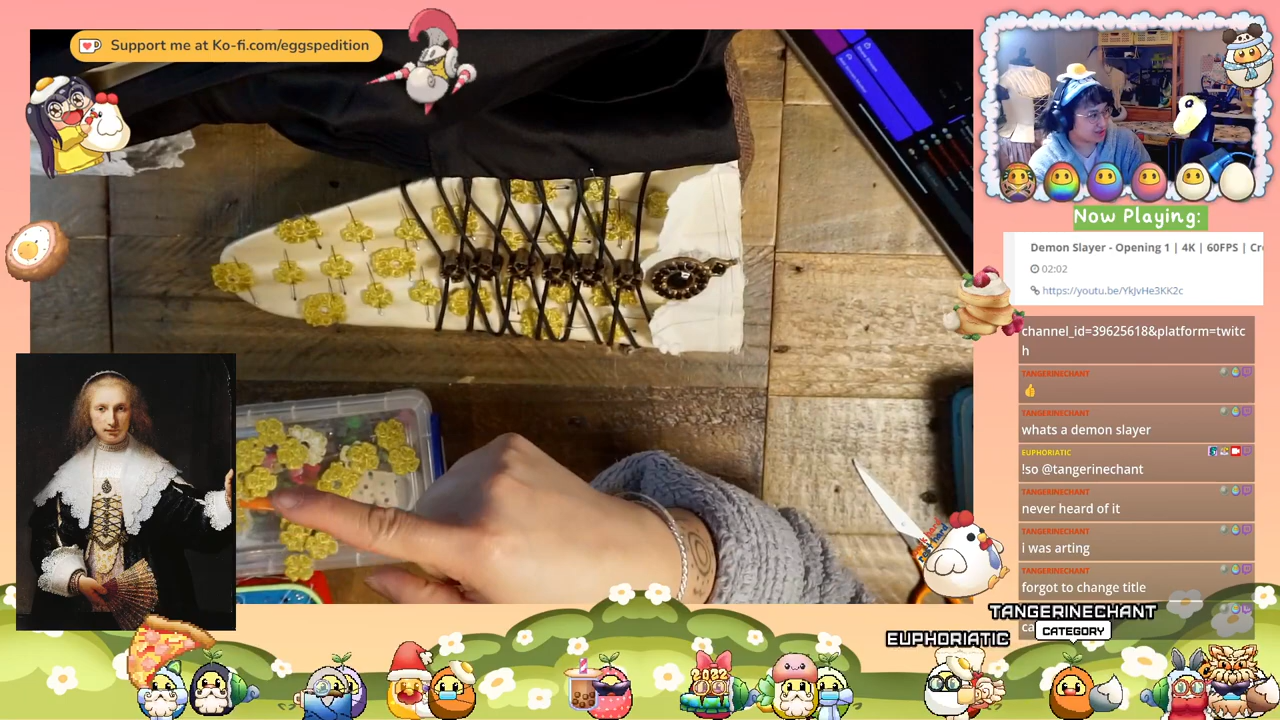 Support me at Ko-fi.com/eggspedition
Now Playing:
Demon Slayer - Opening 1 | 4K | 60FPS |
02:02
https://youtu.be/YkJvHe3KK2c
channel_id=39625618&platform=twitc
h
TANGERINECHANT
👍
TANGERINECHANT
whats a demon slayer
EUPHORIATIC
!so @tangerinechant
TANGERINECHANT
never heard of it
TANGERINECHANT
i was arting
TANGERINECHANT
forgot to change title
TANGERINECHANT
CATEGORY
EUPHORIATIC
2022